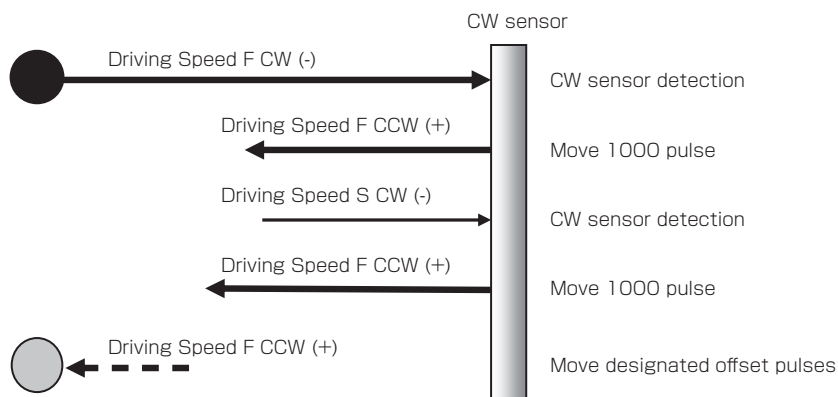 CW sensor
Driving Speed F CW (-)
CW sensor detection
Driving Speed F CCW (+)
Move 1000 pulse
Driving Speed S CW (-)
CW sensor detection
Driving Speed F CCW (+)
Move 1000 pulse
Driving Speed F CCW (+)
Move designated offset pulses